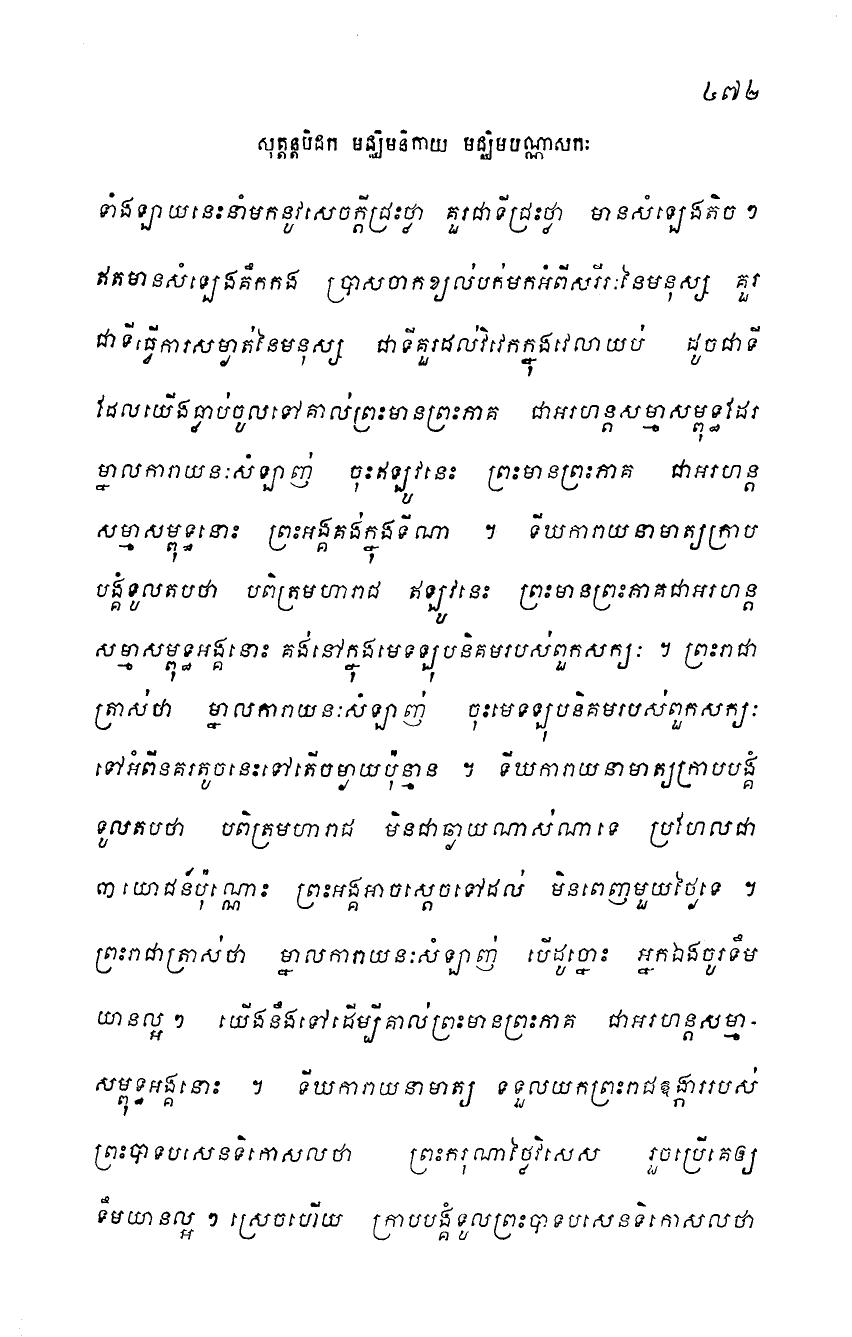 ៤៧២
សុត្តន្តបិដក មជ្ឈិមនិកាយ មជ្ឈិមបណ្ណាសកៈ
ទាំងឡាយនេះនាំមកនូវសេចក្តីជ្រះថ្លា គួរជាទីជ្រះថ្លា មានសំឡេងតិច ៗ
ឥតមានសំឡេងគឹកកង ប្រាសចាកខ្យល់បក់មកអំពីសរីរៈនៃមនុស្ស គួរ
ជាទីធ្វើការសម្ងាត់នៃមនុស្ស ជាទីគួរដល់វិវេកក្នុងវេលាយប់ ដូចជាទី
ដែលយើងធ្លាប់ចូលទៅគាល់ព្រះមានព្រះភាគ ជាអរហន្តសម្មាសម្ពុទ្ធដែរ
ម្នាលការាយនៈសំឡាញ់ ចុះឥឡូវនេះ ព្រះមានព្រះភាគ ជាអរហន្ត
សម្មាសម្ពុទ្ធនោះ ព្រះអង្គគង់ក្នុងទីណា ។ ទីឃការាយនាមាត្យក្រាប
បង្គំទូលតបថា បពិត្រមហារាជ ឥឡូវនេះ ព្រះមានព្រះភាគជាអរហន្ត
សម្មាសម្ពុទ្ធអង្គនោះ គង់នៅក្នុងមេទឡុបនិគមរបស់ពួកសក្យៈ ។ ព្រះរាជា
ត្រាស់ថា ម្នាលការាយនៈសំឡាញ់ ចុះមេទឡុបនិគមរបស់ពួកសក្យៈ
ទៅអំពីនគរតូចនេះទៅតើចម្ងាយប៉ុន្មាន ។ ទីឃការាយនាមាត្យក្រាបបង្គំ
ទូលតបថា បពិត្រមហារាជ មិនជាឆ្ងាយណាស់ណាទេ ប្រហែលជា
៣ យោជន៍ប៉ុណ្ណោះ ព្រះអង្គអាចស្តេចទៅដល់ មិនពេញមួយថ្ងៃទេ ។
ព្រះរាជាត្រាស់ថា ម្នាលការាយនៈសំឡាញ់ បើដូច្នោះ អ្នកឯងចូរទឹម
យានល្អ ៗ យើងនឹងទៅដើម្បីគាល់ព្រះមានព្រះភាគ ជាអរហន្តសម្មា-
សម្ពុទ្ធអង្គនោះ ។ ទីឃការាយនាមាត្យ ទទួលយកព្រះរាជឱង្ការរបស់
ព្រះបាទបសេនទិកោសលថា ព្រះករុណាថ្លៃវិសេស រួចប្រើគេឲ្យ
ទឹមយានល្អ ៗ ស្រេចហើយ ក្រាបបង្គំទូលព្រះបាទបសេនទិកោសលថា